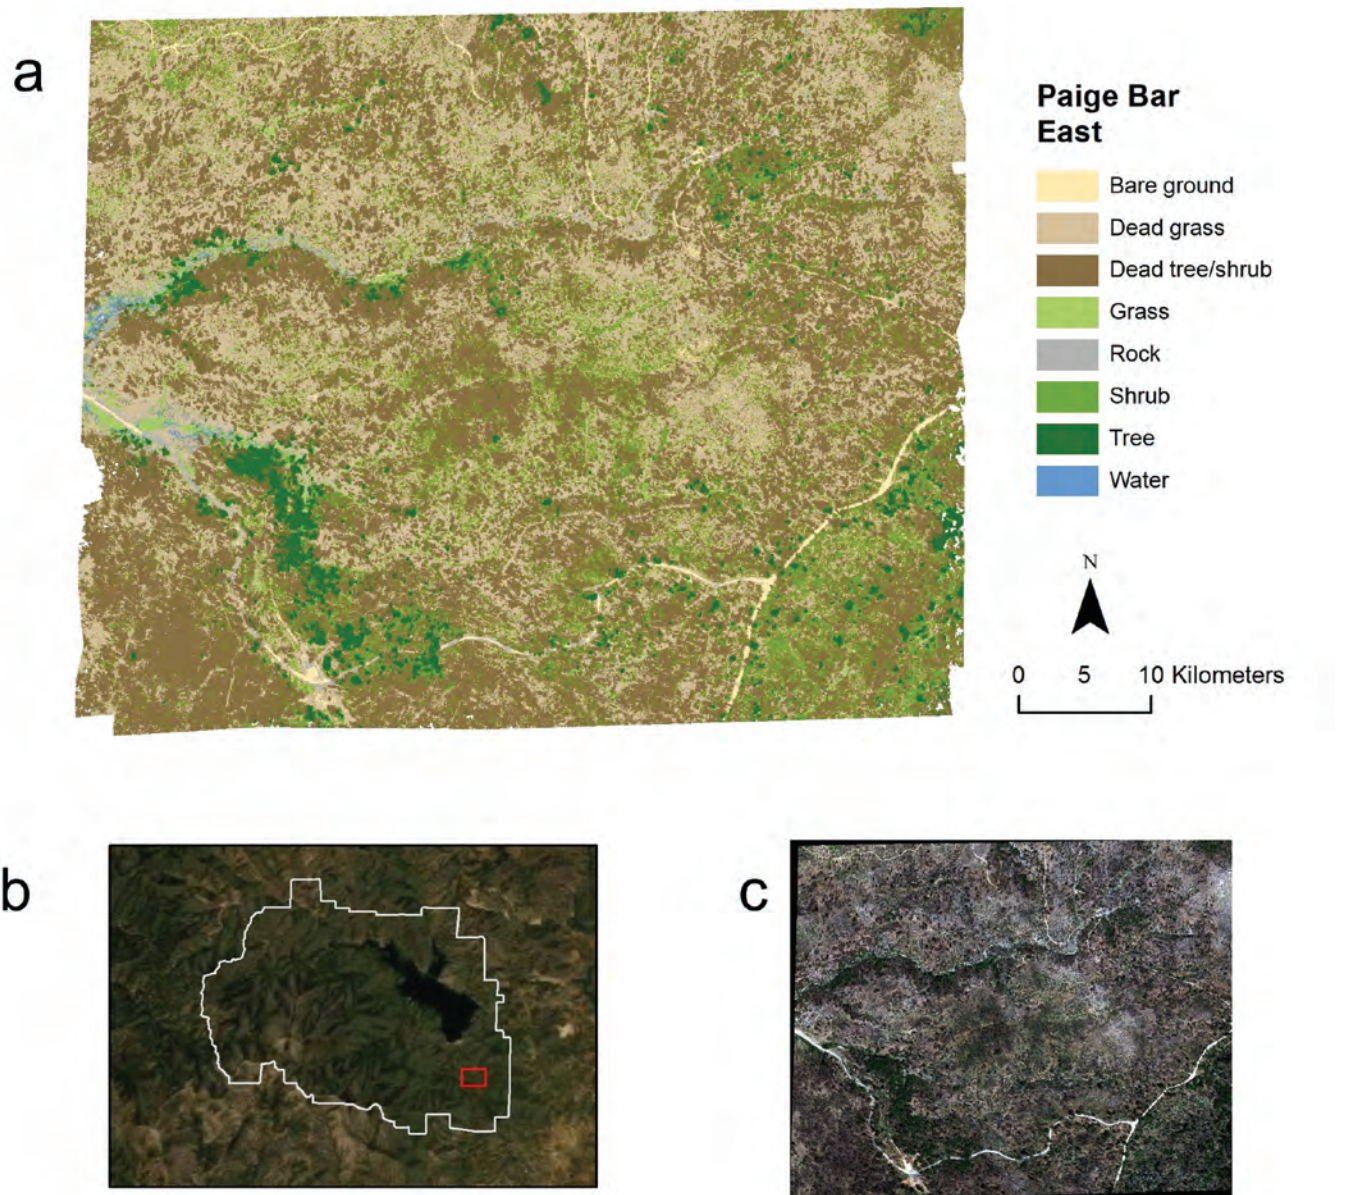 a
Paige Bar
East
Bare ground
Dead grass
Dead tree/shrub
Grass
Rock
Shrub
Tree
Water
N
0 5 10 Kilometers
b
c